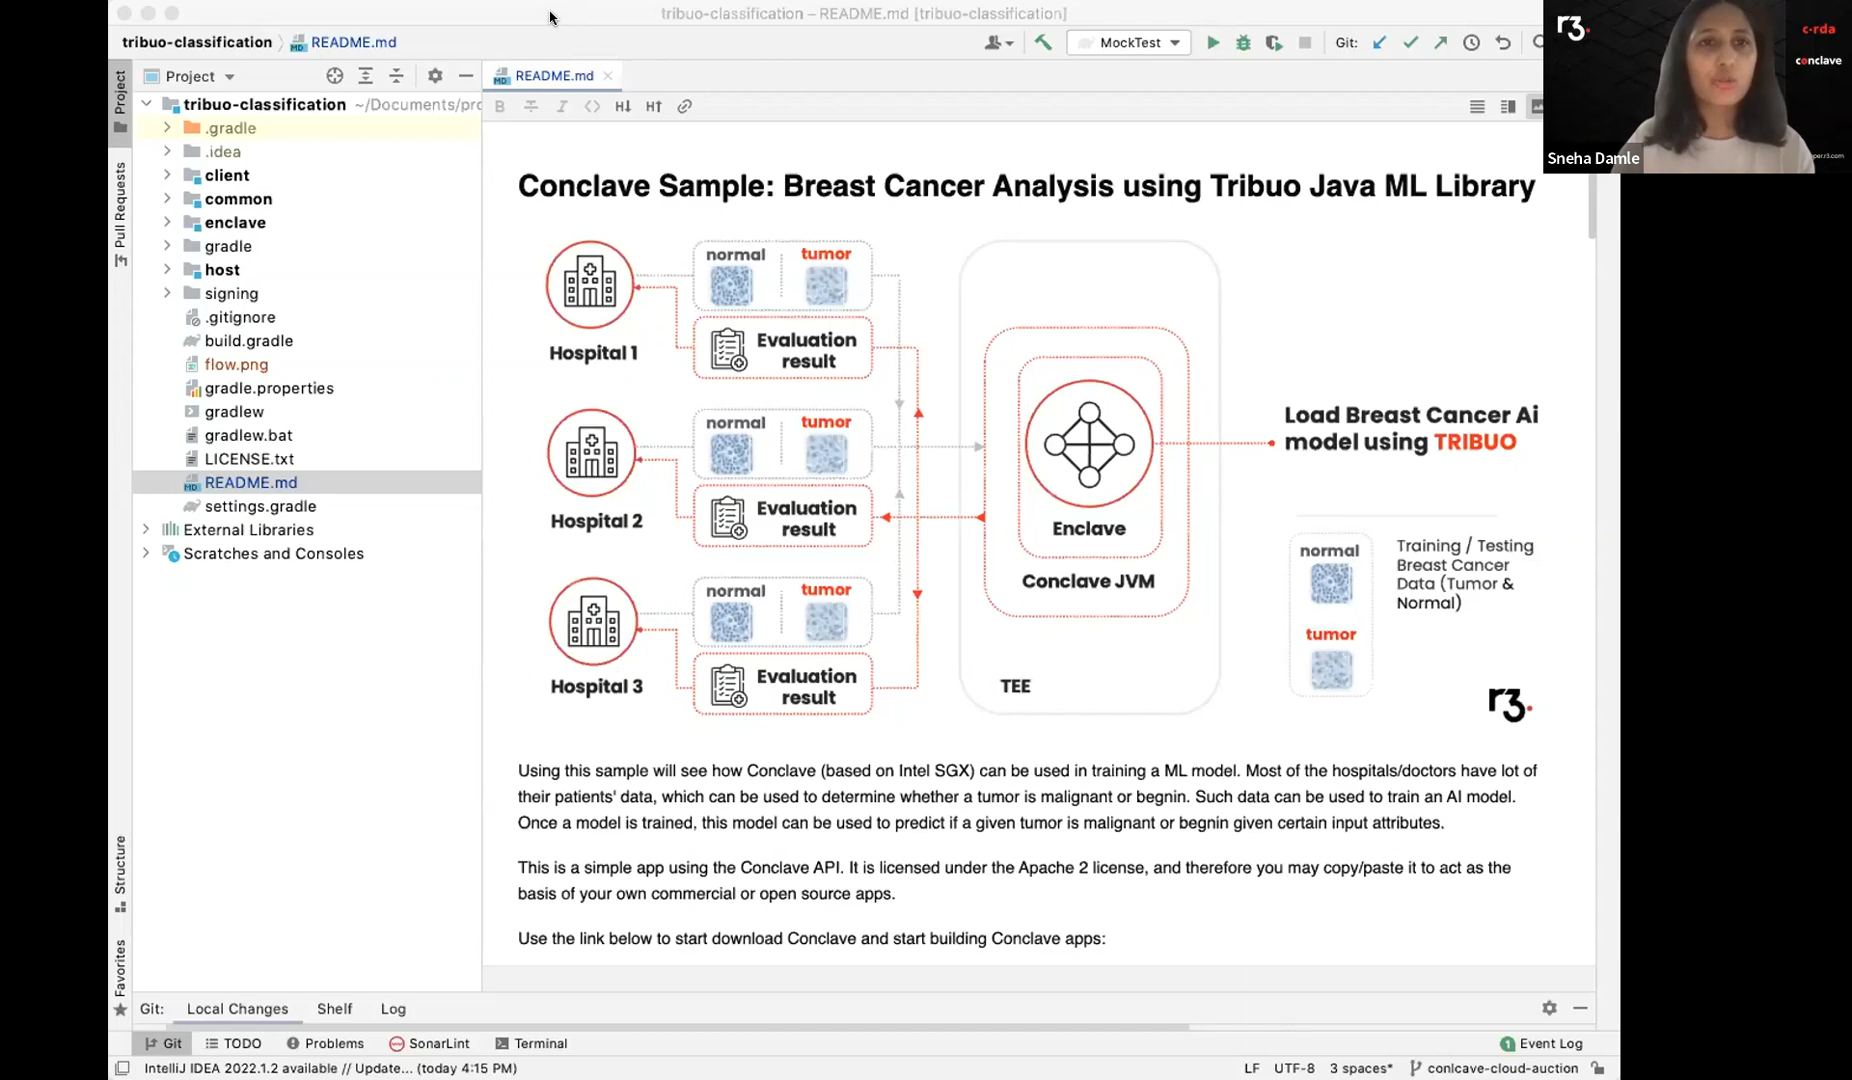 tribuo-classification – README.md [tribuo-classification]
tribuo-classification README.md
MockTest
Git:
Project
README.md
tribuo-classification ~/Documents/pro
.gradle
.idea
client
common
enclave
gradle
host
signing
.gitignore
build.gradle
flow.png
gradle.properties
gradlew
gradlew.bat
LICENSE.txt
README.md
settings.gradle
External Libraries
Scratches and Consoles
Project
Pull Requests
Structure
Favorites
Conclave Sample: Breast Cancer Analysis using Tribuo Java ML Library
normal tumor
Evaluation
result
Hospital 1
normal tumor
Evaluation
result
Hospital 2
normal tumor
Evaluation
result
Hospital 3
Enclave
Conclave JVM
TEE
Load Breast Cancer Ai
model using TRIBUO
normal
tumor
Training / Testing
Breast Cancer
Data (Tumor &
Normal)
r3.
Using this sample will see how Conclave (based on Intel SGX) can be used in training a ML model. Most of the hospitals/doctors have lot of
their patients' data, which can be used to determine whether a tumor is malignant or begnin. Such data can be used to train an AI model.
Once a model is trained, this model can be used to predict if a given tumor is malignant or begnin given certain input attributes.
This is a simple app using the Conclave API. It is licensed under the Apache 2 license, and therefore you may copy/paste it to act as the
basis of your own commercial or open source apps.
Use the link below to start download Conclave and start building Conclave apps:
Git: Local Changes Shelf Log
Git TODO Problems SonarLint Terminal
1 Event Log
IntelliJ IDEA 2022.1.2 available // Update... (today 4:15 PM)
LF UTF-8 3 spaces* conlcave-cloud-auction
r3.
c·rda
conclave
Sneha Damle